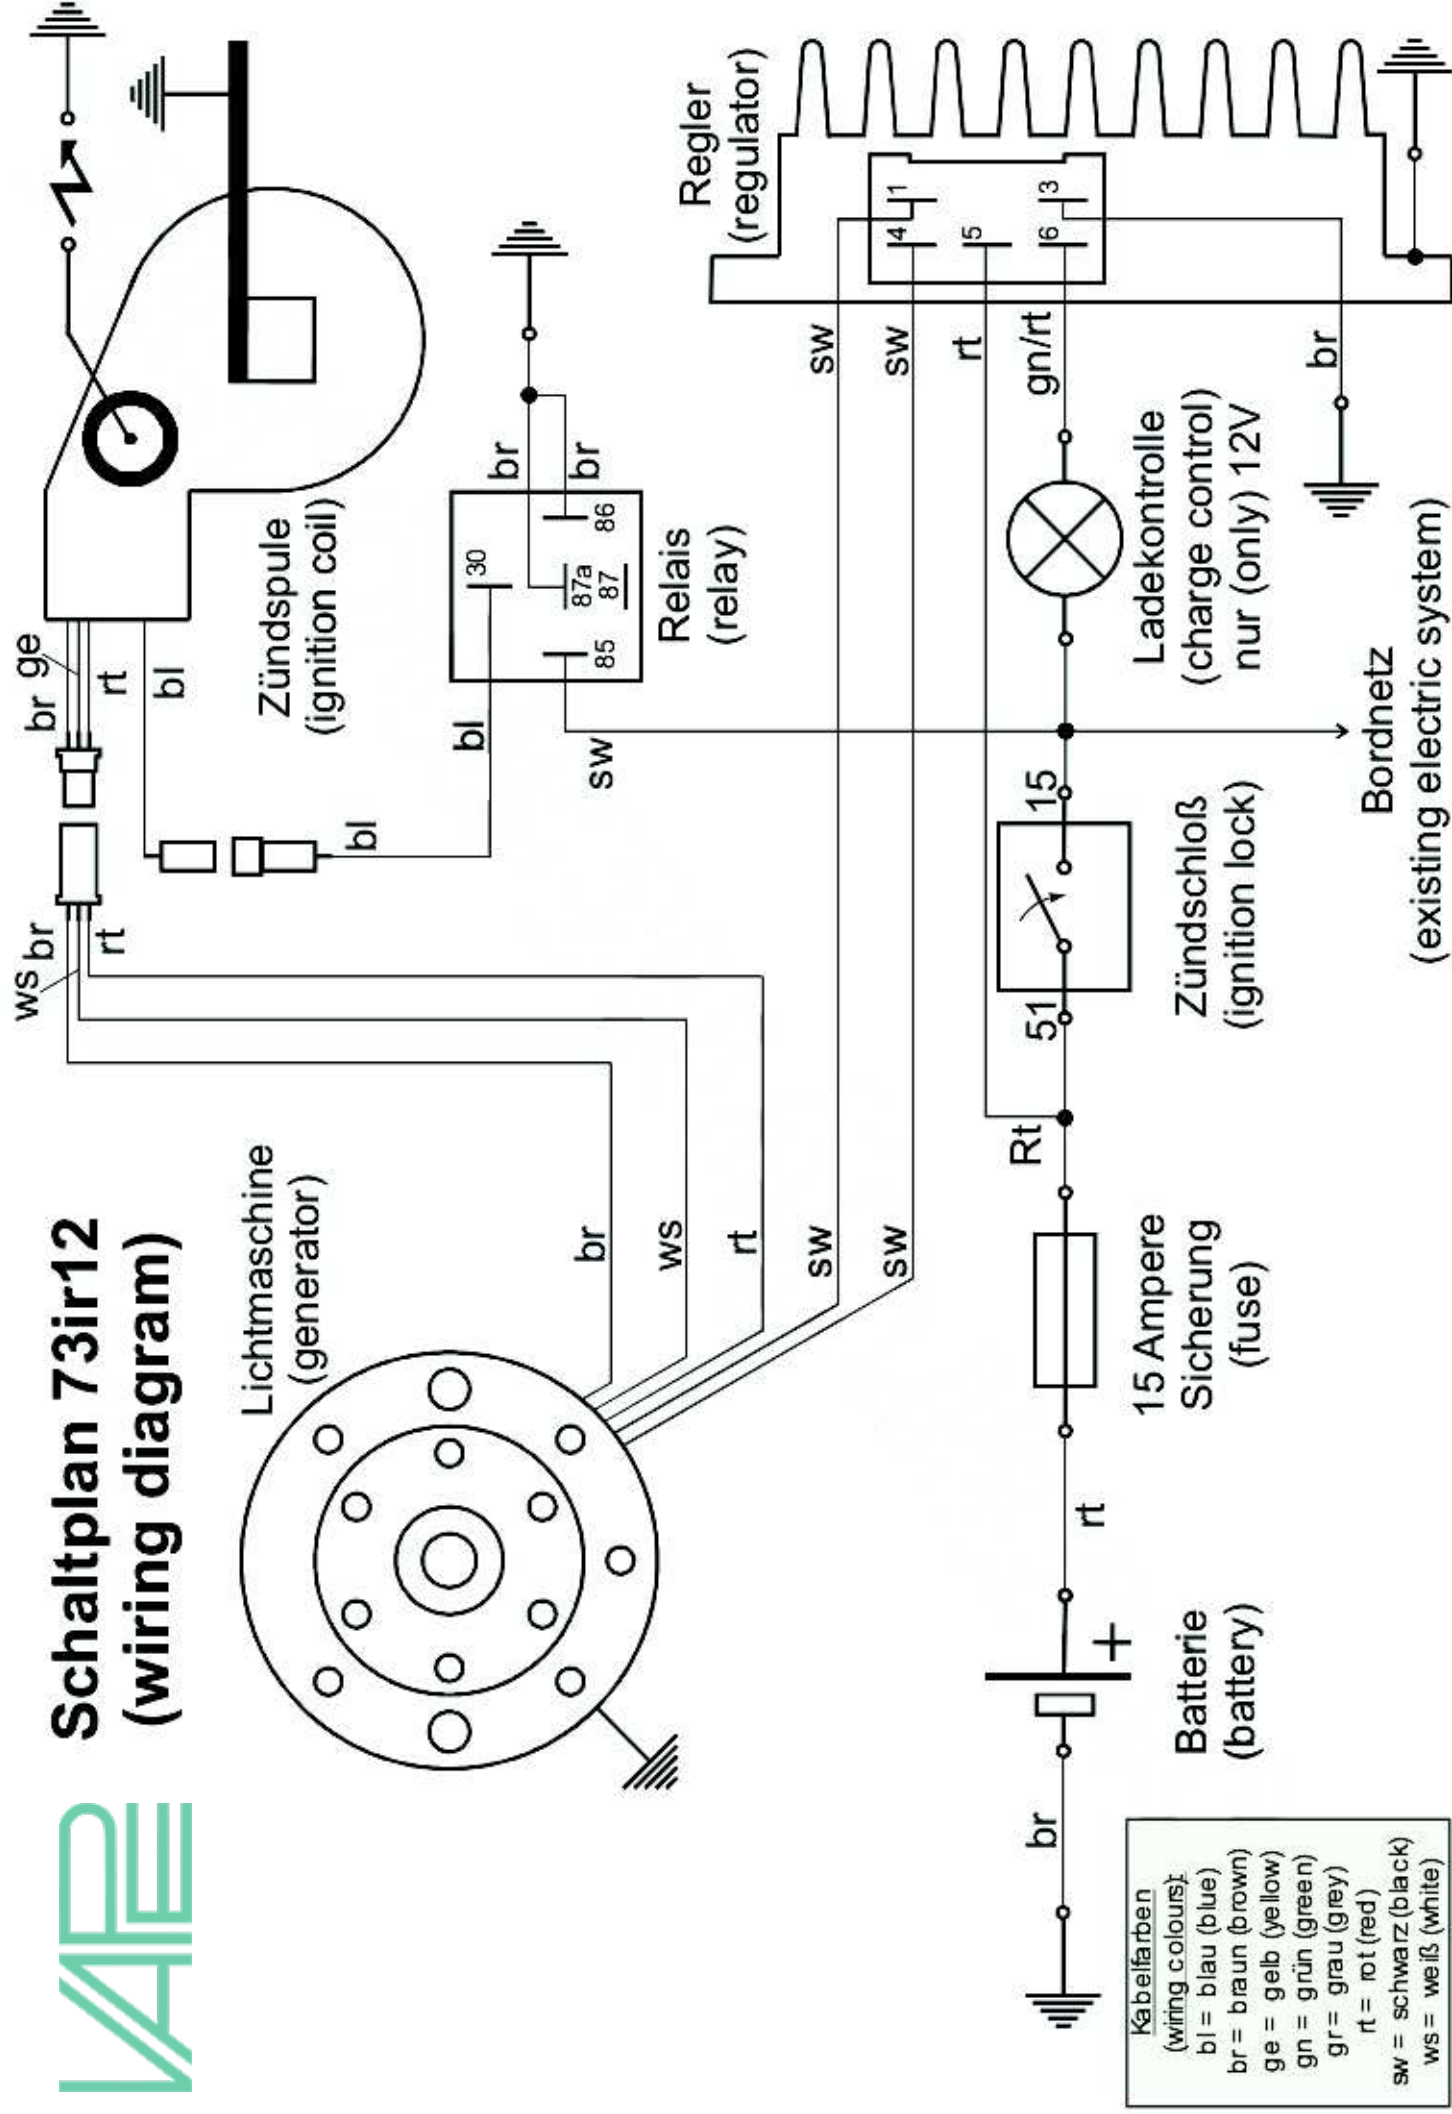 VAPE
Schaltplan 73ir12
(wiring diagram)
Lichtmaschine
(generator)
br
ws
rt
sw
sw
ws
br
rt
br
ge
rt
bl
Zündspule
(ignition coil)
bl
bl
sw
30
85
87a
87
86
br
br
Relais
(relay)
Regler
(regulator)
1
4
5
6
3
sw
sw
rt
gn/rt
br
Ladekontrolle
(charge control)
nur (only) 12V
Bordnetz
(existing electric system)
15
51
Zündschloß
(ignition lock)
Rt
15 Ampere
Sicherung
(fuse)
rt
+
Batterie
(battery)
br
Kabelfarben
(wiring colours):
bl = blau (blue)
br = braun (brown)
ge = gelb (yellow)
gn = grün (green)
gr = grau (grey)
rt = rot (red)
sw = schwarz (black)
ws = weiß (white)